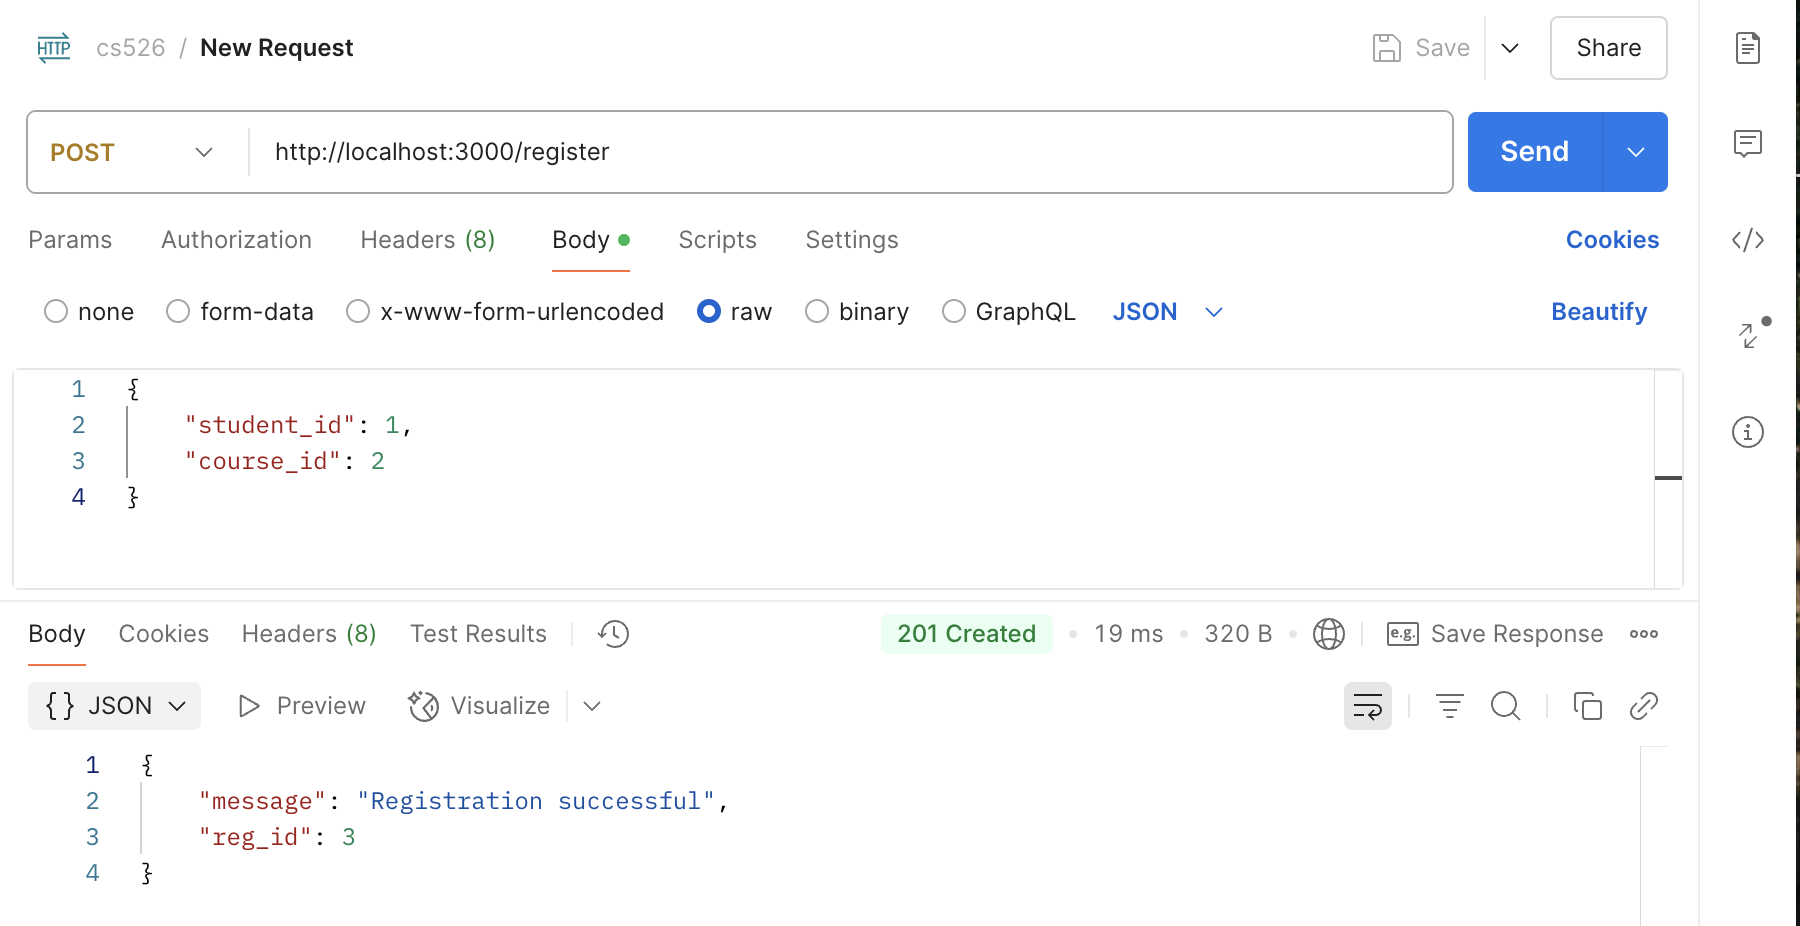 HTTP cs526 / New Request Save Share
POST http://localhost:3000/register Send
Params Authorization Headers (8) Body Scripts Settings Cookies
none form-data x-www-form-urlencoded raw binary GraphQL JSON Beautify
1 {
2 "student_id": 1,
3 "course_id": 2
4 }
Body Cookies Headers (8) Test Results 201 Created 19 ms 320 B e.g. Save Response
{} JSON Preview Visualize
1 {
2 "message": "Registration successful",
3 "reg_id": 3
4 }